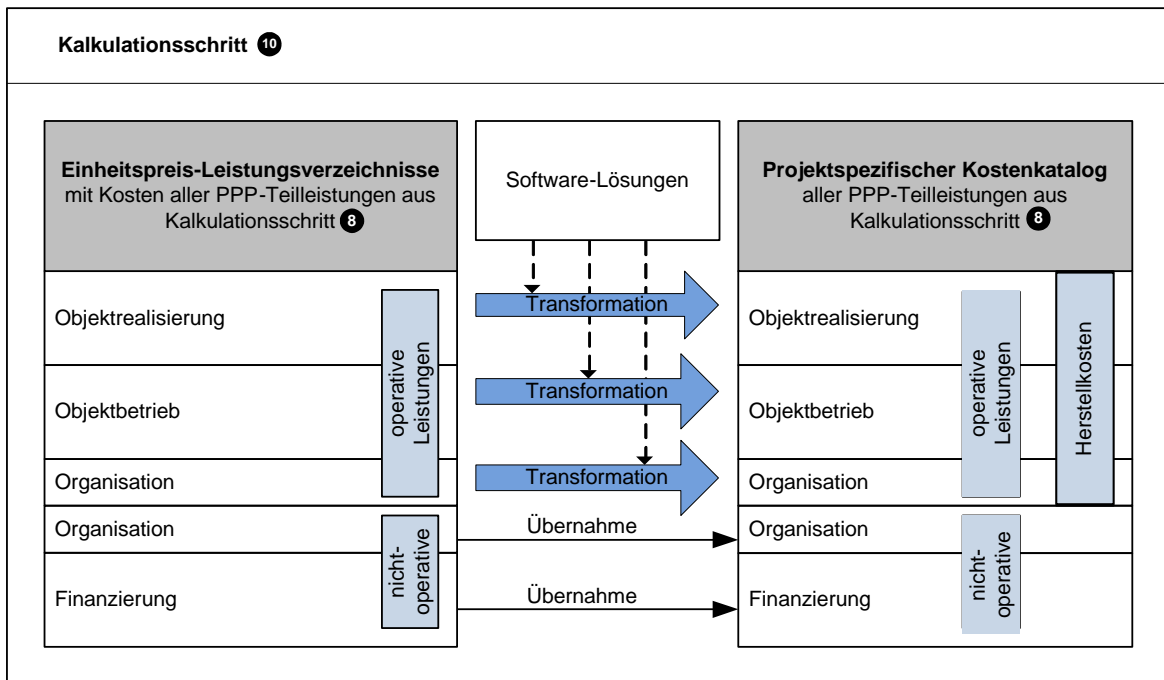 Kalkulationsschritt 10
Einheitspreis-Leistungsverzeichnisse
mit Kosten aller PPP-Teilleistungen aus
Kalkulationsschritt 8
Objektrealisierung
Objektbetrieb
Organisation
Organisation
Finanzierung
operative
Leistungen
nicht-
operative
Software-Lösungen
Transformation
Transformation
Transformation
Übernahme
Übernahme
Projektspezifischer Kostenkatalog
aller PPP-Teilleistungen aus
Kalkulationsschritt 8
Objektrealisierung
Objektbetrieb
Organisation
Organisation
Finanzierung
operative
Leistungen
nicht-
operative
Herstellkosten